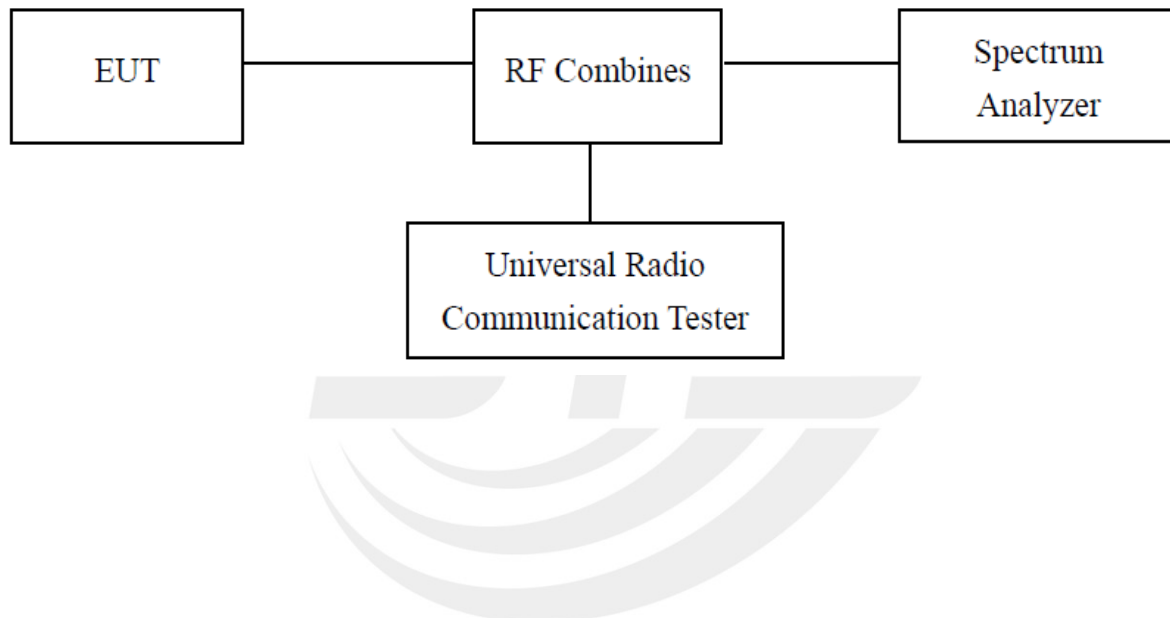 EUT
RF Combines
Spectrum
Analyzer
Universal Radio
Communication Tester